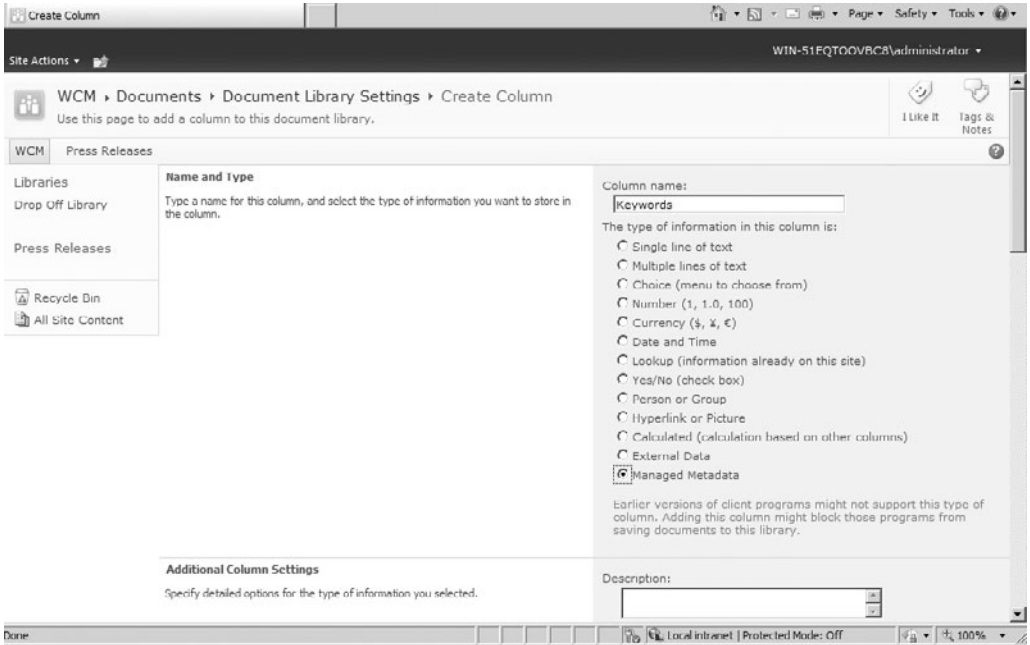 Create Column
Page
Safety
Tools
Site Actions
WIN-51EQTOOVBC8\administrator
WCM ▸ Documents ▸ Document Library Settings ▸ Create Column
Use this page to add a column to this document library.
I Like It
Tags & Notes
WCM
Press Releases
Libraries
Drop Off Library
Press Releases
Recycle Bin
All Site Content
Name and Type
Type a name for this column, and select the type of information you want to store in
the column.
Column name:
Keywords
The type of information in this column is:
Single line of text
Multiple lines of text
Choice (menu to choose from)
Number (1, 1.0, 100)
Currency ($, ¥, €)
Date and Time
Lookup (information already on this site)
Yes/No (check box)
Person or Group
Hyperlink or Picture
Calculated (calculation based on other columns)
External Data
Managed Metadata
Earlier versions of client programs might not support this type of
column. Adding this column might block those programs from
saving documents to this library.
Additional Column Settings
Specify detailed options for the type of information you selected.
Description:
Done
Local intranet | Protected Mode: Off
100%